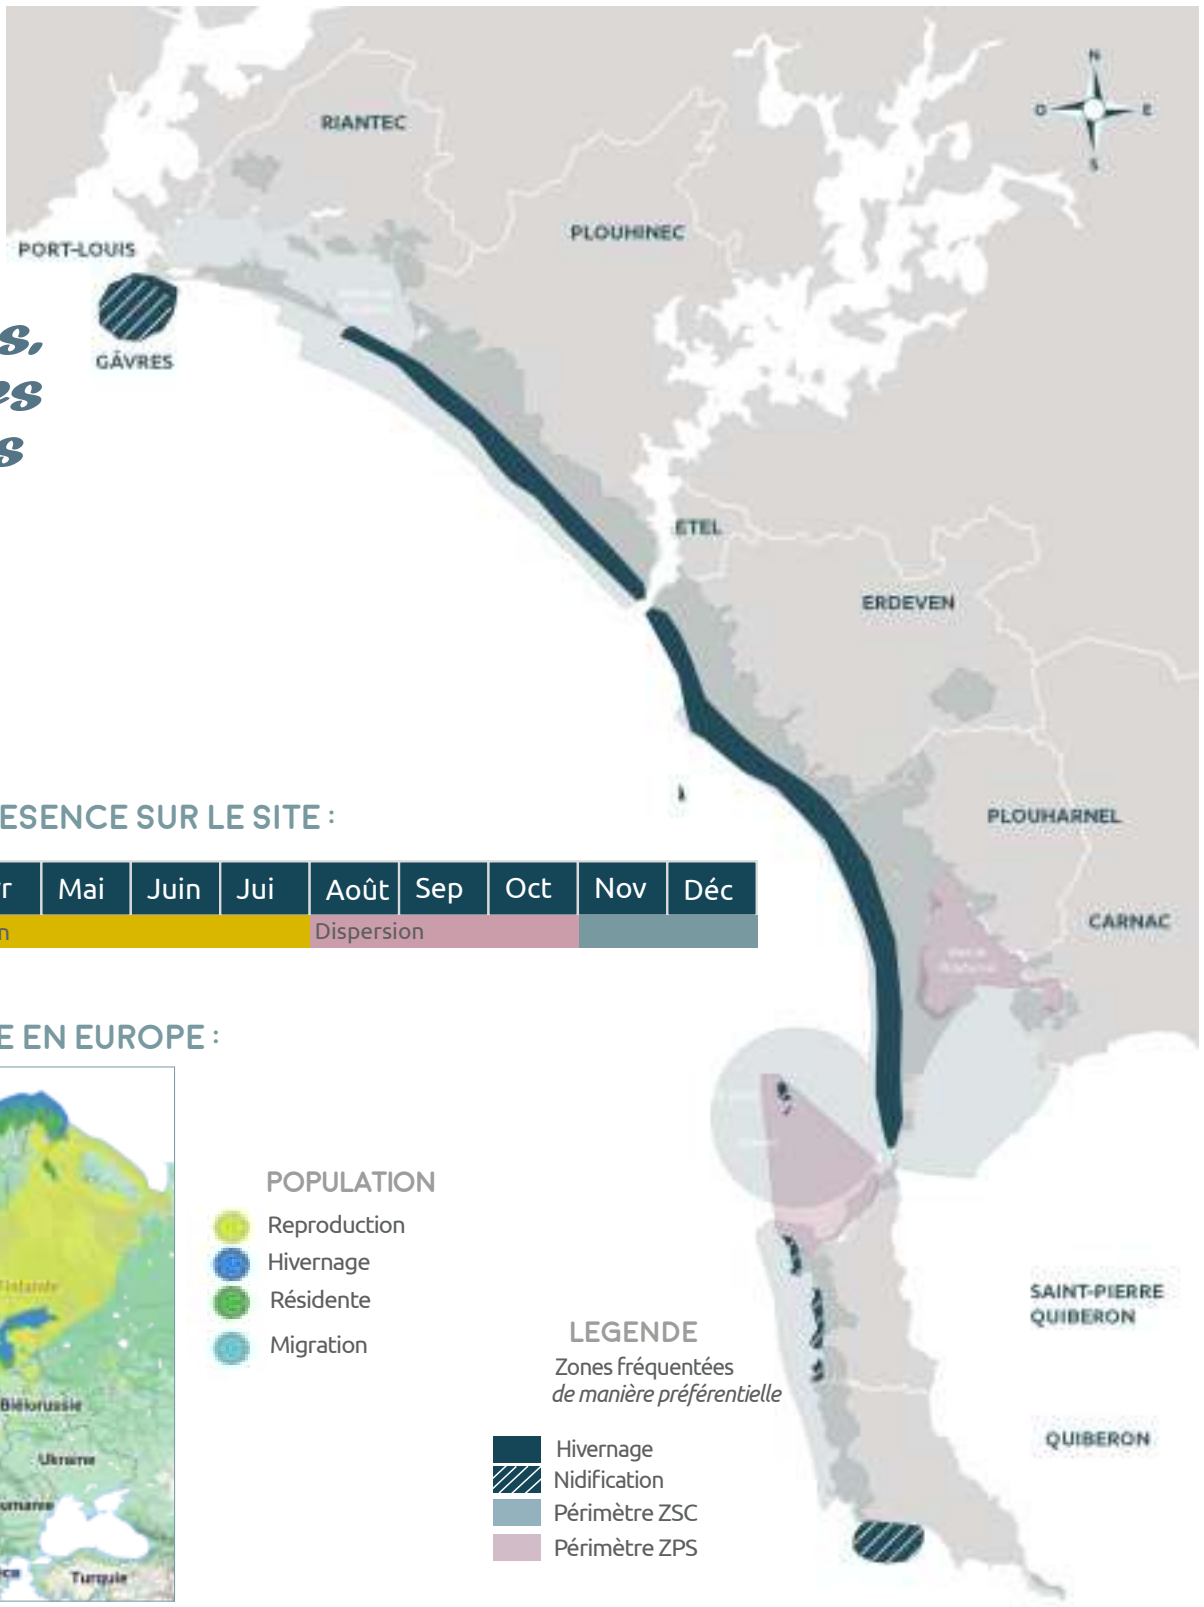 N
O
E
S
RIANTEC
PLOUHINEC
PORT-LOUIS
GÂVRES
s,
es
s
ETEL
ERDEVEN
PLOUHARNEL
CARNAC
ESENCE SUR LE SITE :
r Mai Juin Jui Août Sep Oct Nov Déc
n Dispersion
E EN EUROPE :
Finlande
Biélorussie
Ukraine
umanie
Turquie
POPULATION
Reproduction
Hivernage
Résidente
Migration
SAINT-PIERRE
QUIBERON
QUIBERON
LEGENDE
Zones fréquentées
de manière préférentielle
Hivernage
Nidification
Périmètre ZSC
Périmètre ZPS